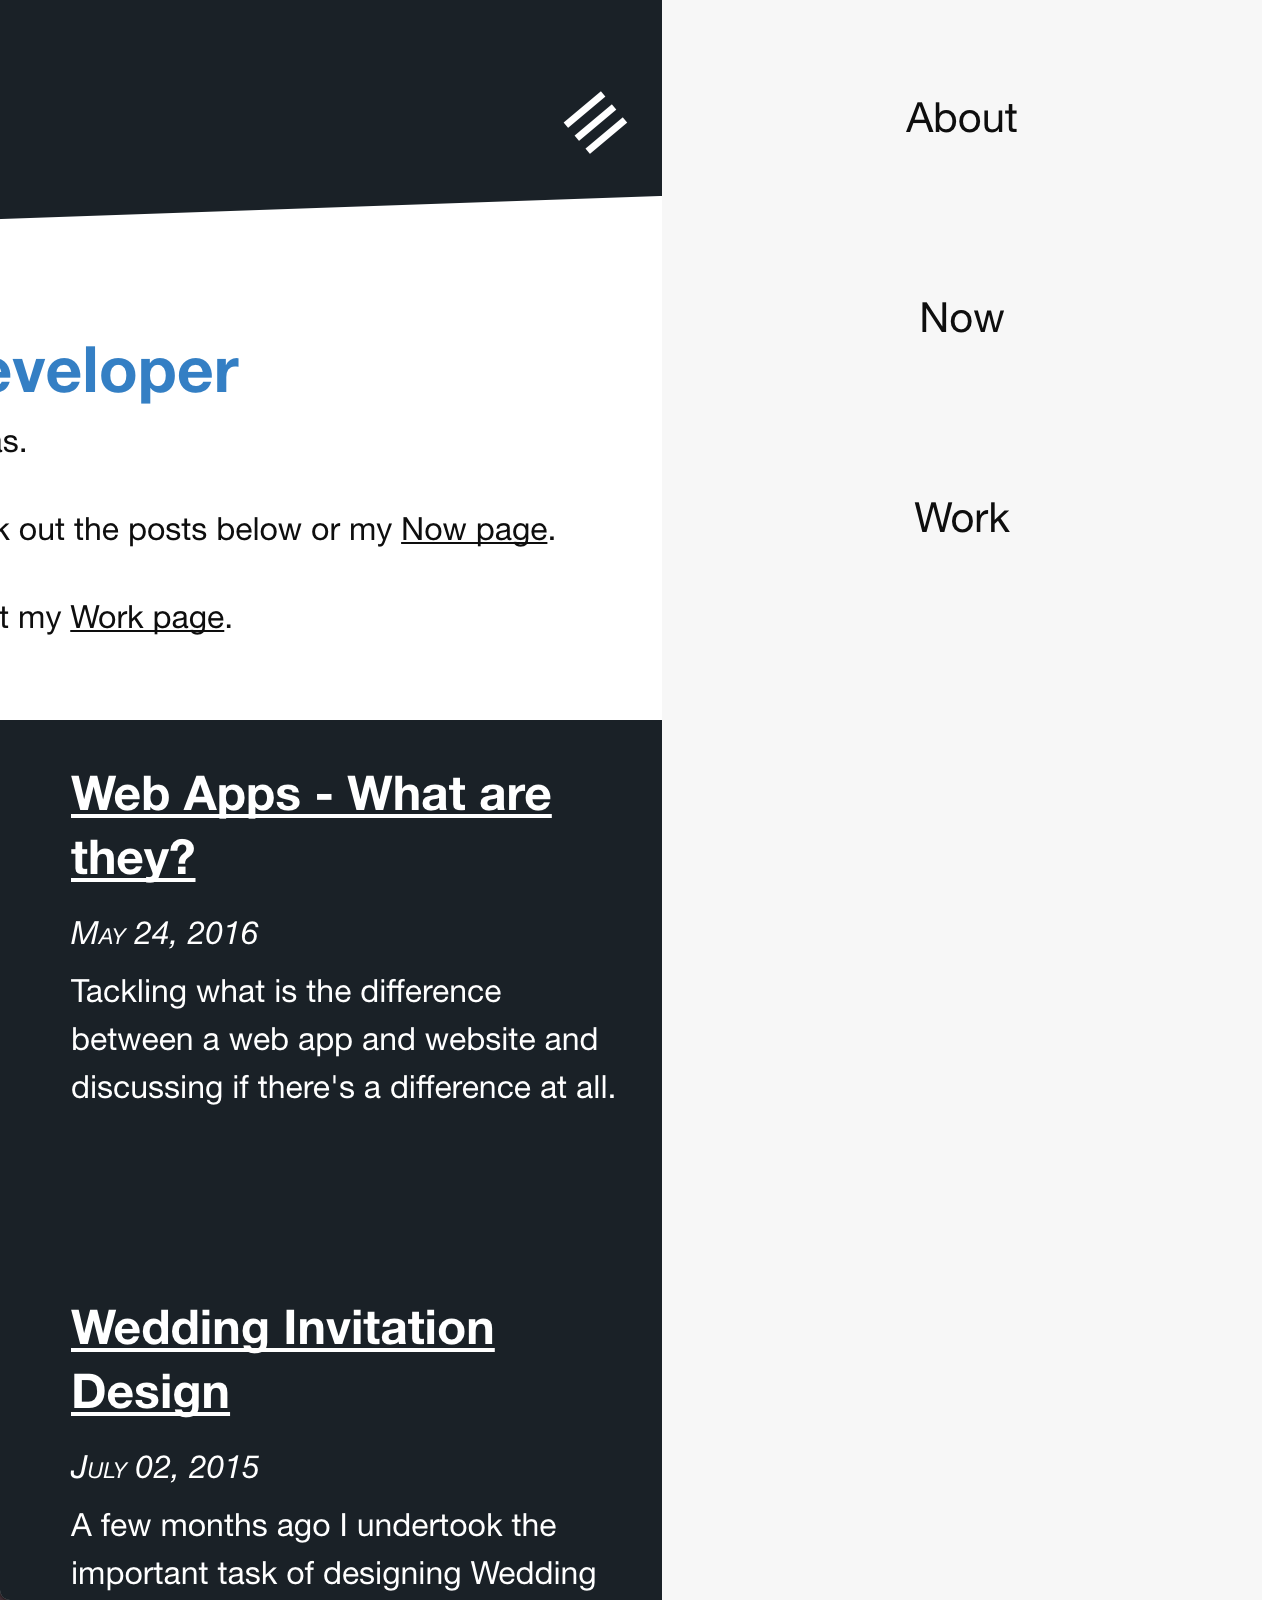 eveloper
as.
k out the posts below or my Now page.
t my Work page.
Web Apps - What are
they?
May 24, 2016
Tackling what is the difference
between a web app and website and
discussing if there's a difference at all.
Wedding Invitation
Design
July 02, 2015
A few months ago I undertook the
important task of designing Wedding
About
Now
Work